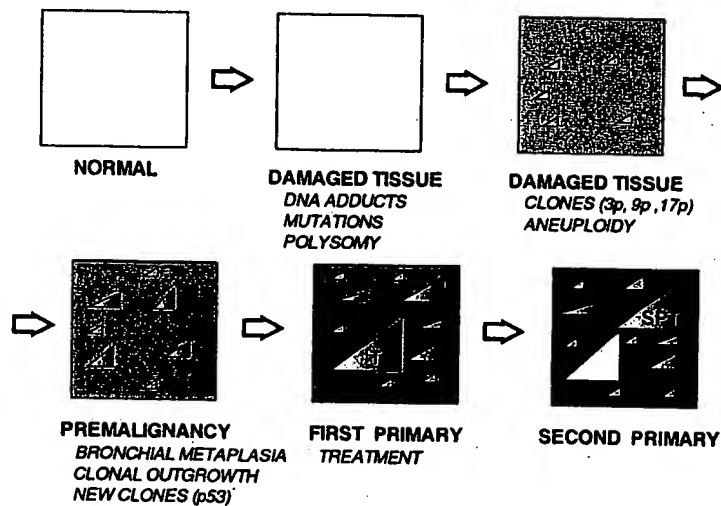 NORMAL
DAMAGED TISSUE
DNA ADDUCTS
MUTATIONS
POLYSOMY
DAMAGED TISSUE
CLONES (3p, 9p ,17p)
ANEUPLOIDY
PREMALIGNANCY
BRONCHIAL METAPLASIA
CLONAL OUTGROWTH
NEW CLONES (p53)
FIRST PRIMARY
TREATMENT
SPT
SECOND PRIMARY